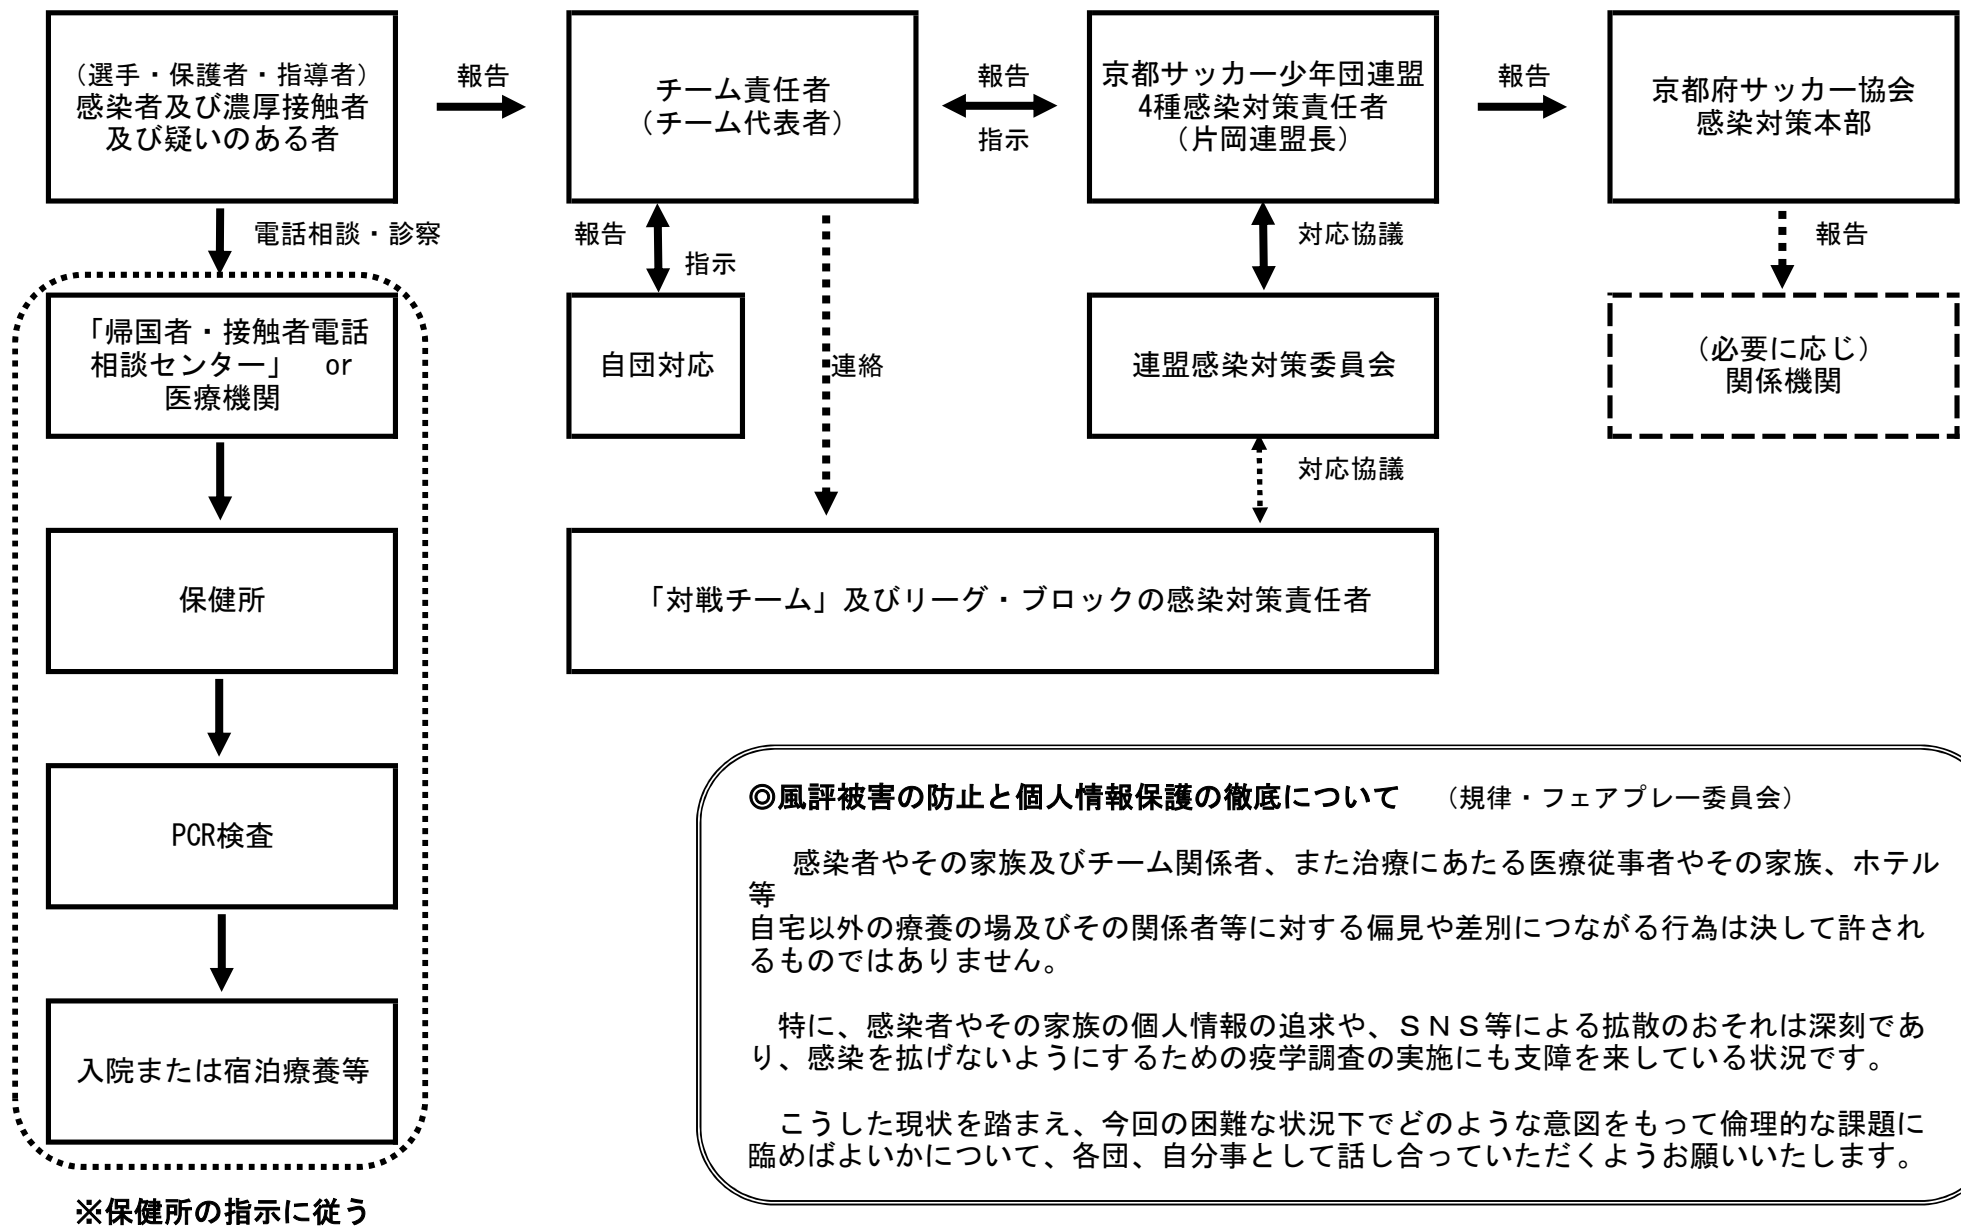 （選手・保護者・指導者）
感染者及び濃厚接触者
及び疑いのある者
報告
チーム責任者
（チーム代表者）
報告
指示
京都サッカー少年団連盟
4種感染対策責任者
（片岡連盟長）
報告
京都府サッカー協会
感染対策本部
電話相談・診察
報告
指示
対応協議
報告
「帰国者・接触者電話
相談センター」　or
医療機関
自団対応
連絡
連盟感染対策委員会
（必要に応じ）
関係機関
対応協議
保健所
「対戦チーム」及びリーグ・ブロックの感染対策責任者
PCR検査
入院または宿泊療養等
※保健所の指示に従う
◎風評被害の防止と個人情報保護の徹底について　（規律・フェアプレー委員会）
感染者やその家族及びチーム関係者、また治療にあたる医療従事者やその家族、ホテル
等
自宅以外の療養の場及びその関係者等に対する偏見や差別につながる行為は決して許され
るものではありません。
特に、感染者やその家族の個人情報の追求や、ＳＮＳ等による拡散のおそれは深刻であ
り、感染を拡げないようにするための疫学調査の実施にも支障を来している状況です。
こうした現状を踏まえ、今回の困難な状況下でどのような意図をもって倫理的な課題に
臨めばよいかについて、各団、自分事として話し合っていただくようお願いいたします。